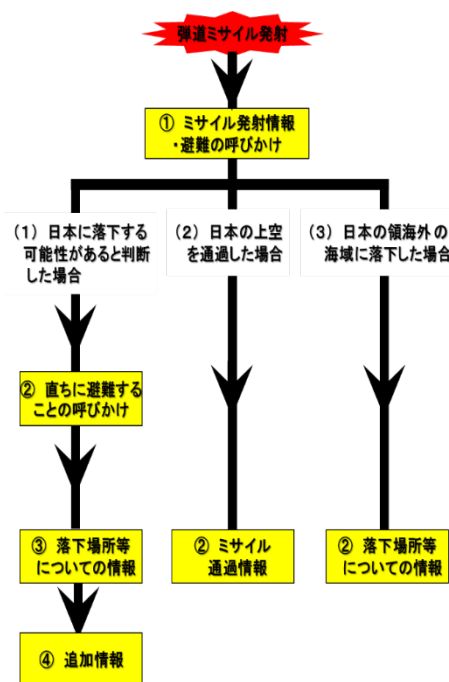 弾道ミサイル発射
① ミサイル発射情報
・避難の呼びかけ
(1)日本に落下する
可能性があると判断
した場合
(2)日本の上空
を通過した場合
(3)日本の領海外の
海域に落下した場合
② 直ちに避難する
ことの呼びかけ
③ 落下場所等
についての情報
② ミサイル
通過情報
② 落下場所等
についての情報
④ 追加情報